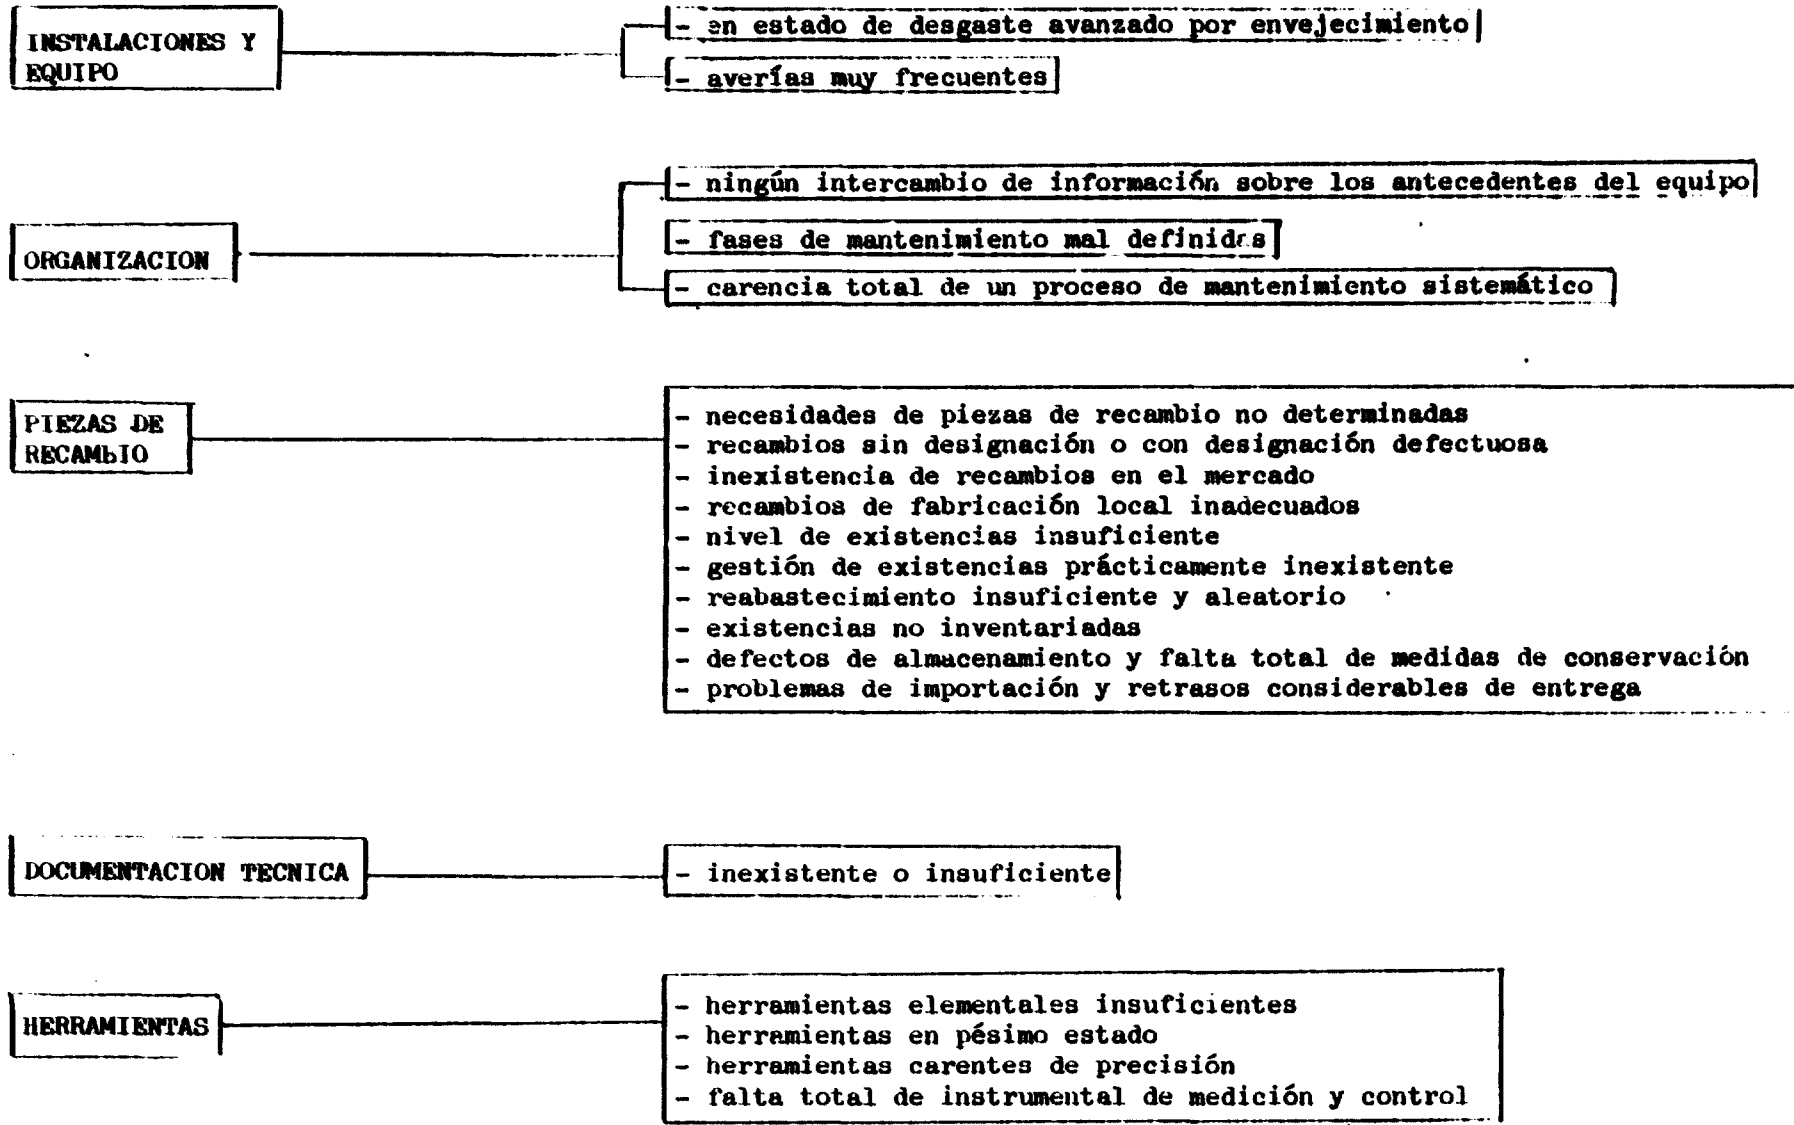 INSTALACIONES Y
EQUIPO
- en estado de desgaste avanzado por envejecimiento
- averías muy frecuentes
ORGANIZACION
- ningún intercambio de información sobre los antecedentes del equipo
- fases de mantenimiento mal definidas
- carencia total de un proceso de mantenimiento sistemático
PIEZAS DE
RECAMBIO
- necesidades de piezas de recambio no determinadas
- recambios sin designación o con designación defectuosa
- inexistencia de recambios en el mercado
- recambios de fabricación local inadecuados
- nivel de existencias insuficiente
- gestión de existencias prácticamente inexistente
- reabastecimiento insuficiente y aleatorio
- existencias no inventariadas
- defectos de almacenamiento y falta total de medidas de conservación
- problemas de importación y retrasos considerables de entrega
DOCUMENTACION TECNICA
- inexistente o insuficiente
HERRAMIENTAS
- herramientas elementales insuficientes
- herramientas en pésimo estado
- herramientas carentes de precisión
- falta total de instrumental de medición y control